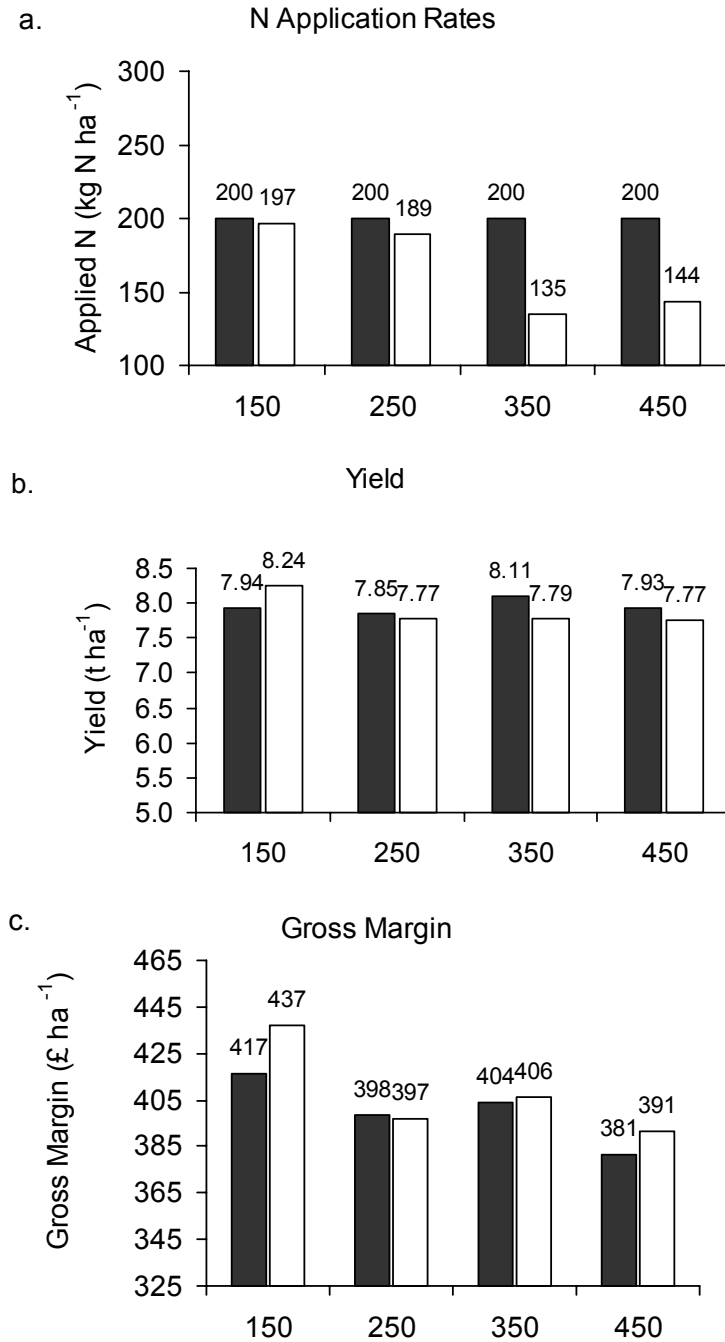 a.
N Application Rates
Applied N (kg N ha⁻¹)
300
250
200
150
100
200 197 200 189 200 135 200 144
150 250 350 450
b.
Yield
Yield (t ha⁻¹)
8.5
8.0
7.5
7.0
6.5
6.0
5.5
5.0
7.94 8.24 7.85 7.77 8.11 7.79 7.93 7.77
150 250 350 450
c.
Gross Margin
Gross Margin (£ ha⁻¹)
465
445
425
405
385
365
345
325
417 437 398 397 404 406 381 391
150 250 350 450